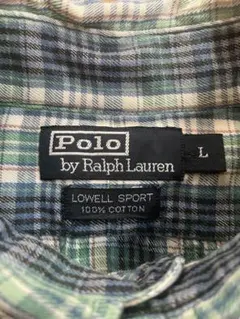 Polo
by Ralph Lauren
L
LOWELL SPORT
100% COTTON